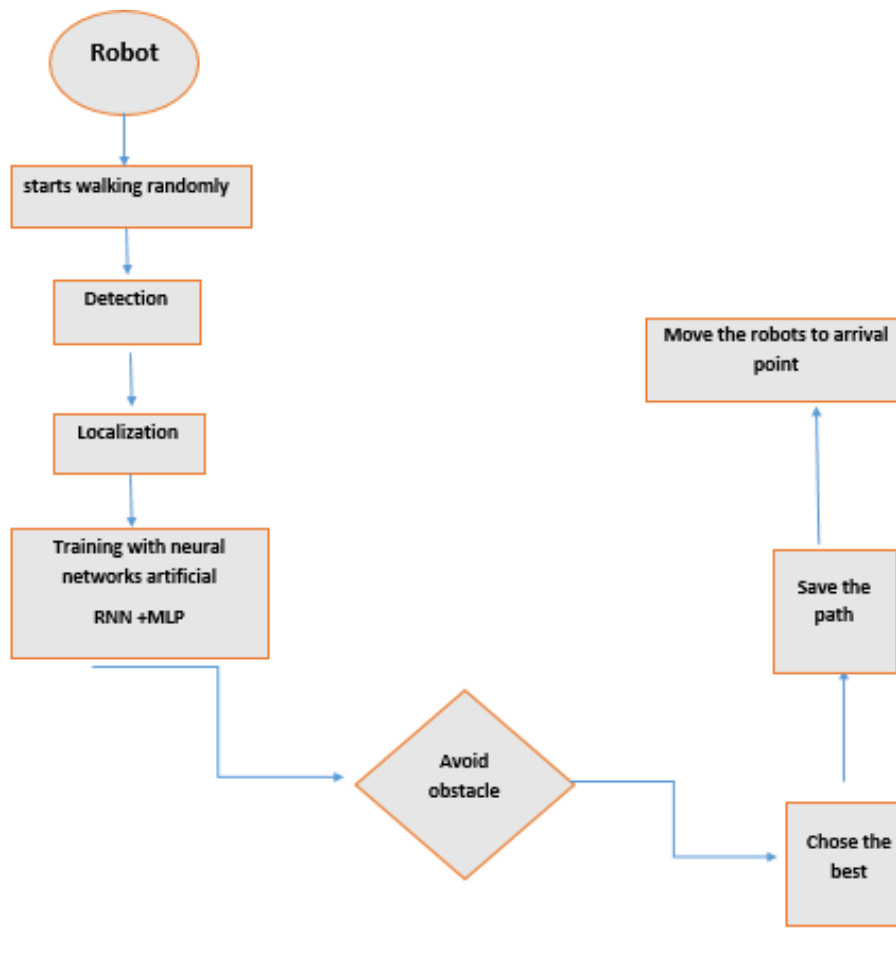 Robot
starts walking randomly
Detection
Localization
Training with neural
networks artificial
RNN +MLP
Avoid
obstacle
Chose the
best
Save the
path
Move the robots to arrival
point